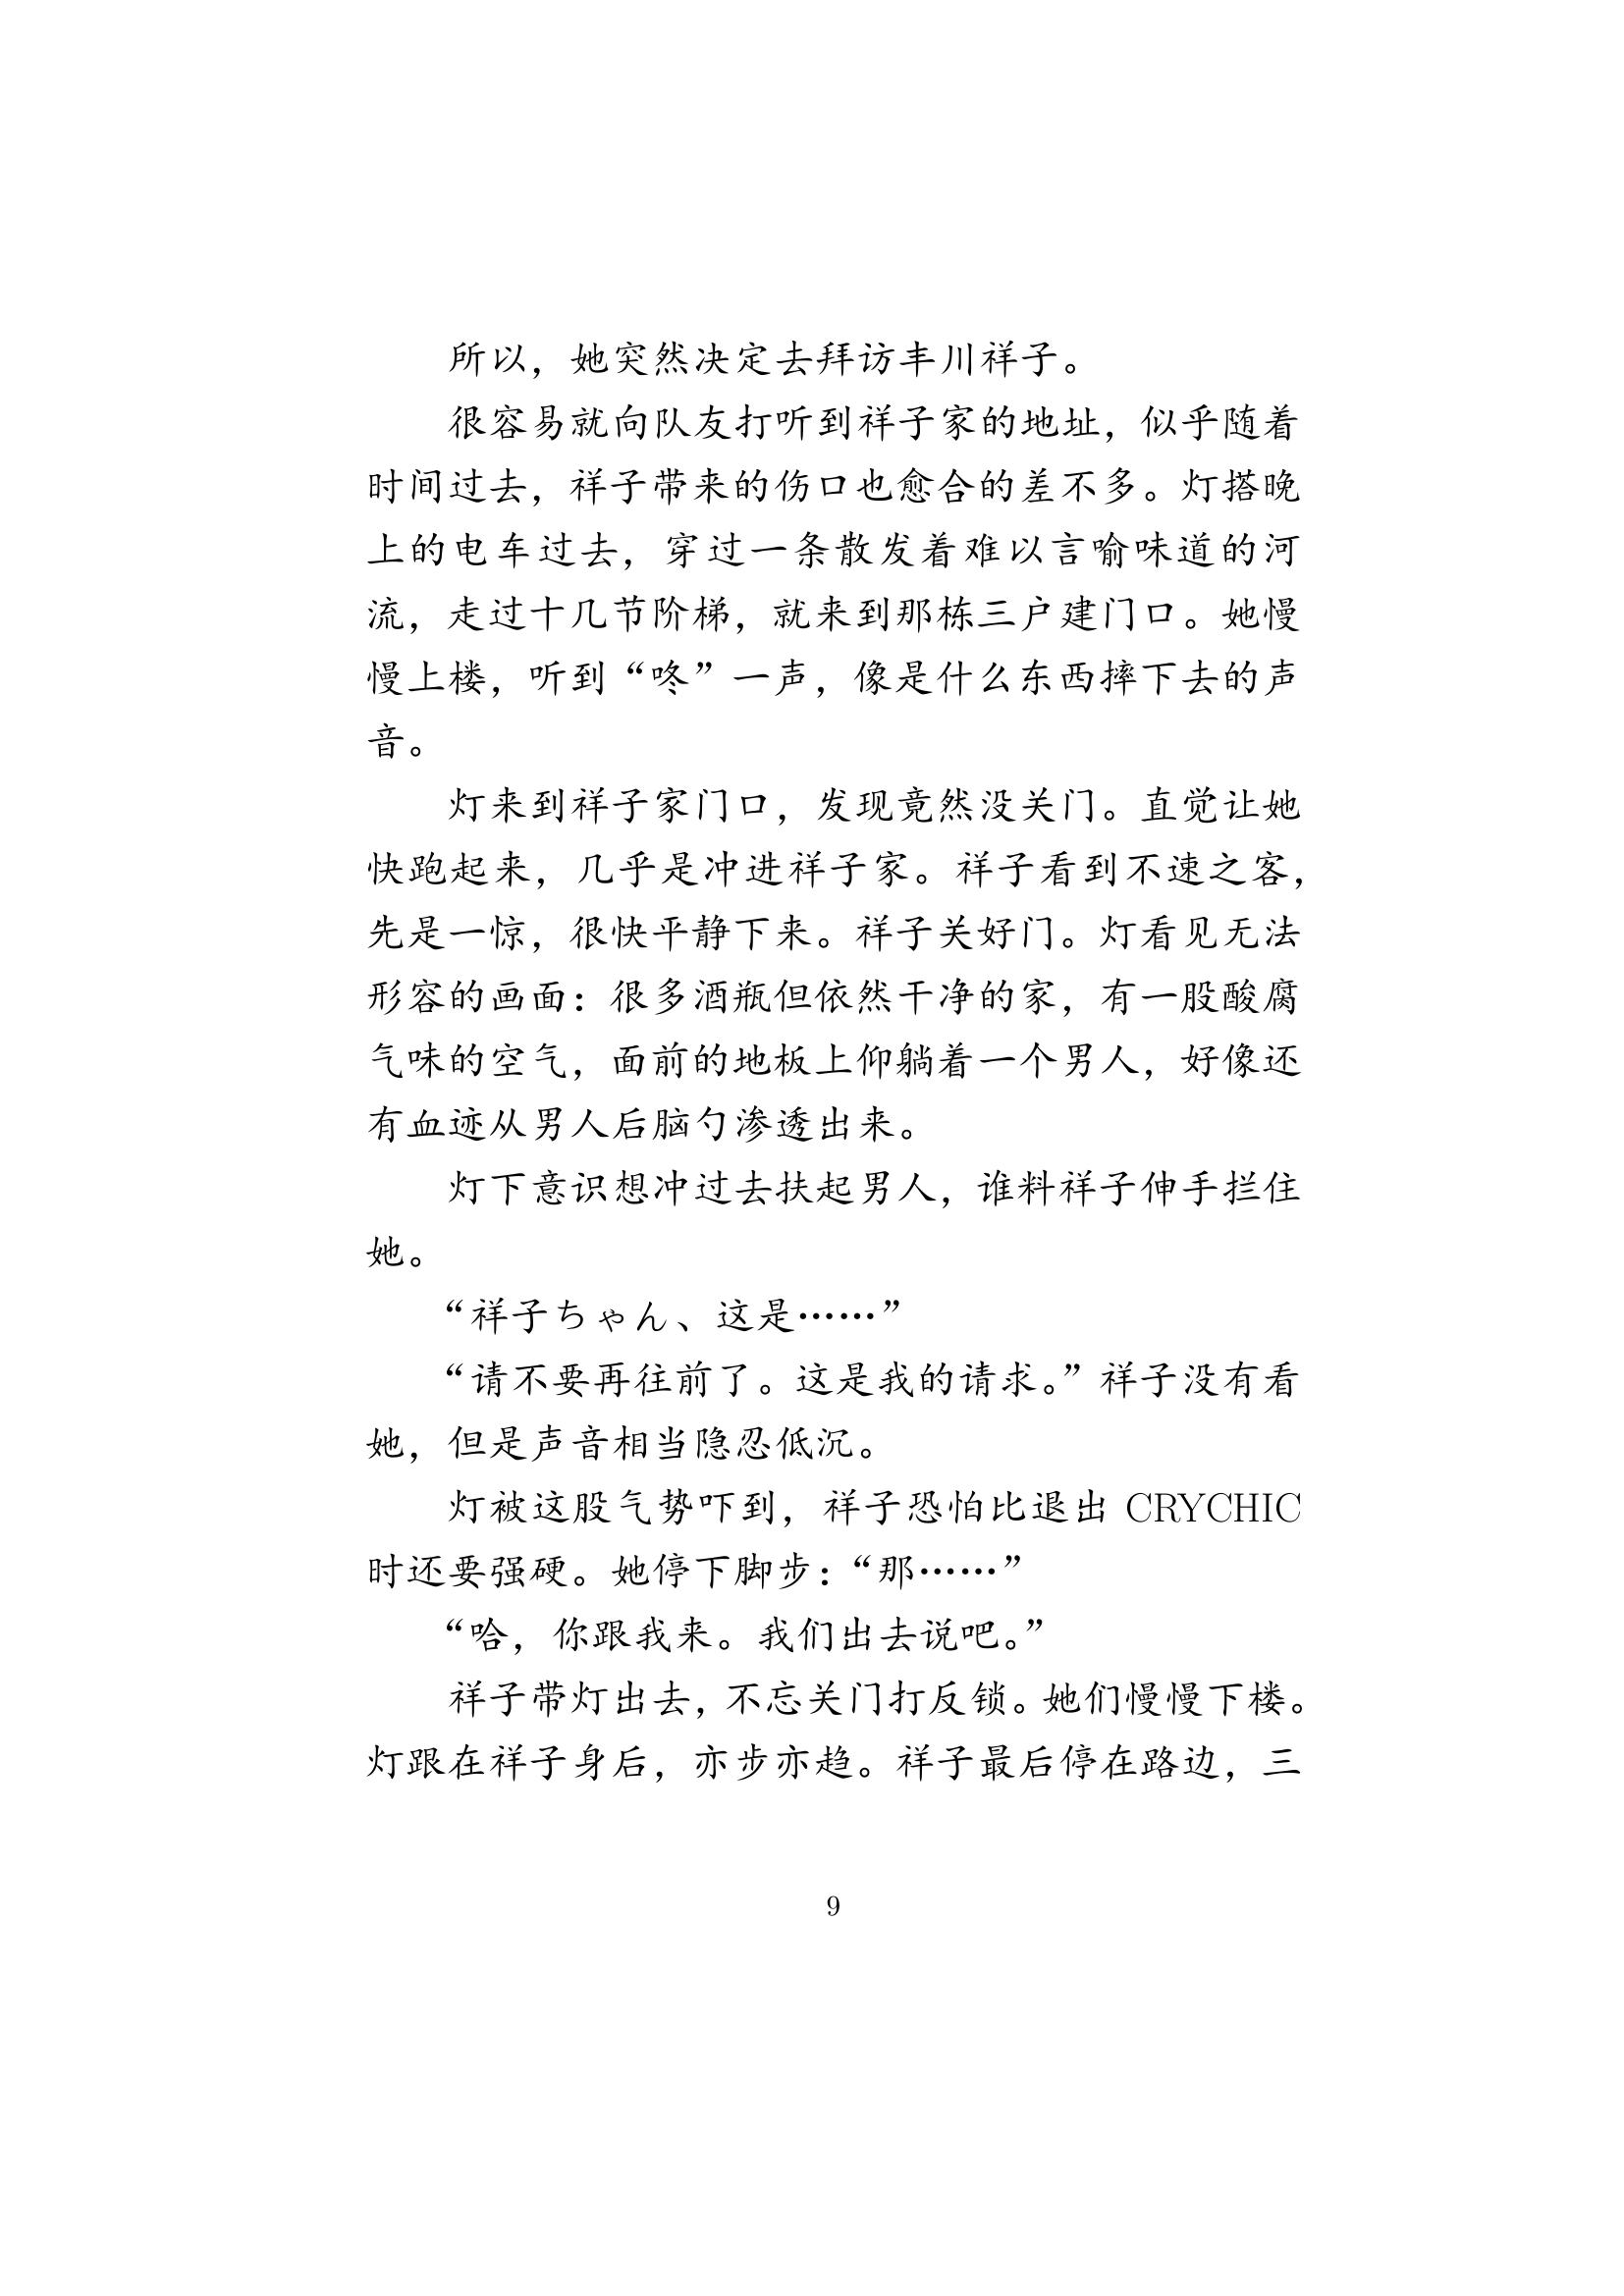 所以，她突然决定去拜访丰川祥子。
很容易就向队友打听到祥子家的地址，似乎随着
时间过去，祥子带来的伤口也愈合的差不多。灯搭晚
上的电车过去，穿过一条散发着难以言喻味道的河
流，走过十几节阶梯，就来到那栋三户建门口。她慢
慢上楼，听到“咚”一声，像是什么东西摔下去的声
音。
灯来到祥子家门口，发现竟然没关门。直觉让她
快跑起来，几乎是冲进祥子家。祥子看到不速之客，
先是一惊，很快平静下来。祥子关好门。灯看见无法
形容的画面：很多酒瓶但依然干净的家，有一股酸腐
气味的空气，面前的地板上仰躺着一个男人，好像还
有血迹从男人后脑勺渗透出来。
灯下意识想冲过去扶起男人，谁料祥子伸手拦住
她。
“祥子ちゃん、这是……”
“请不要再往前了。这是我的请求。”祥子没有看
她，但是声音相当隐忍低沉。
灯被这股气势吓到，祥子恐怕比退出 CRYCHIC
时还要强硬。她停下脚步：“那……”
“哈，你跟我来。我们出去说吧。”
祥子带灯出去，不忘关门打反锁。她们慢慢下楼。
灯跟在祥子身后，亦步亦趋。祥子最后停在路边，三
9